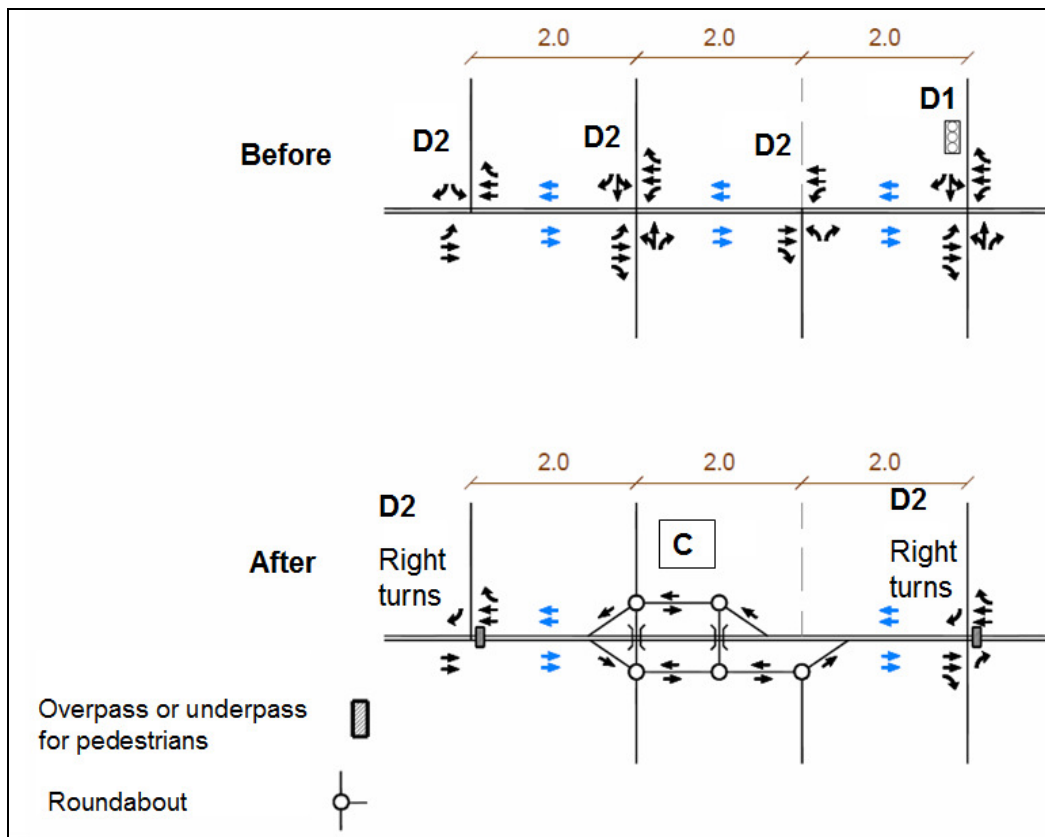 2.0 2.0 2.0
D1
D2 D2 D2
Before
2.0 2.0 2.0
D2 D2
C
After Right Right
turns turns
Overpass or underpass
for pedestrians
Roundabout